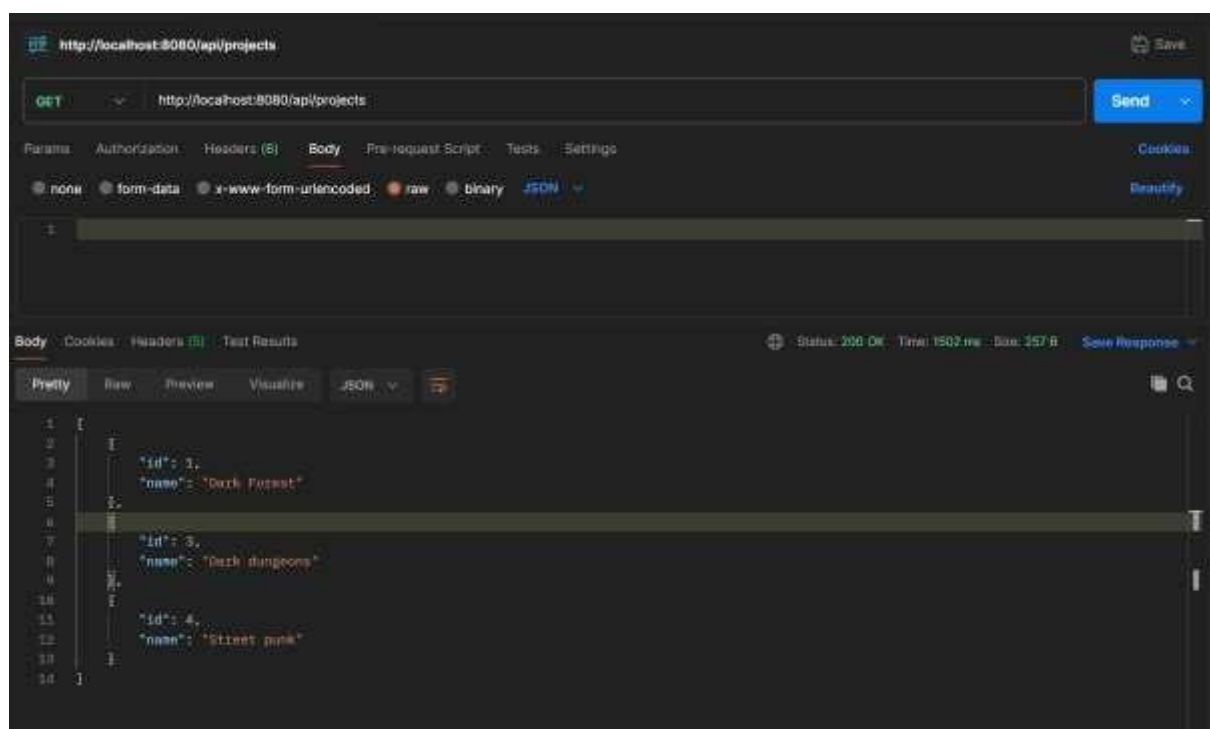 http://localhost:8080/api/projects Save
GET http://localhost:8080/api/projects Send
Params Authorization Headers (8) Body Pre-request Script Tests Settings Cookies
none form-data x-www-form-urlencoded raw binary JSON Beautify
1
Body Cookies Headers (5) Test Results Status: 200 OK Time: 1502 ms Size: 257 B Save Response
Pretty Raw Preview Visualize JSON
1 [
2 {
3 "id": 1,
4 "name": "Dark Forest"
5 },
6 {
7 "id": 3,
8 "name": "Dark dungeons"
9 },
10 {
11 "id": 4,
12 "name": "Street punk"
13 }
14 ]